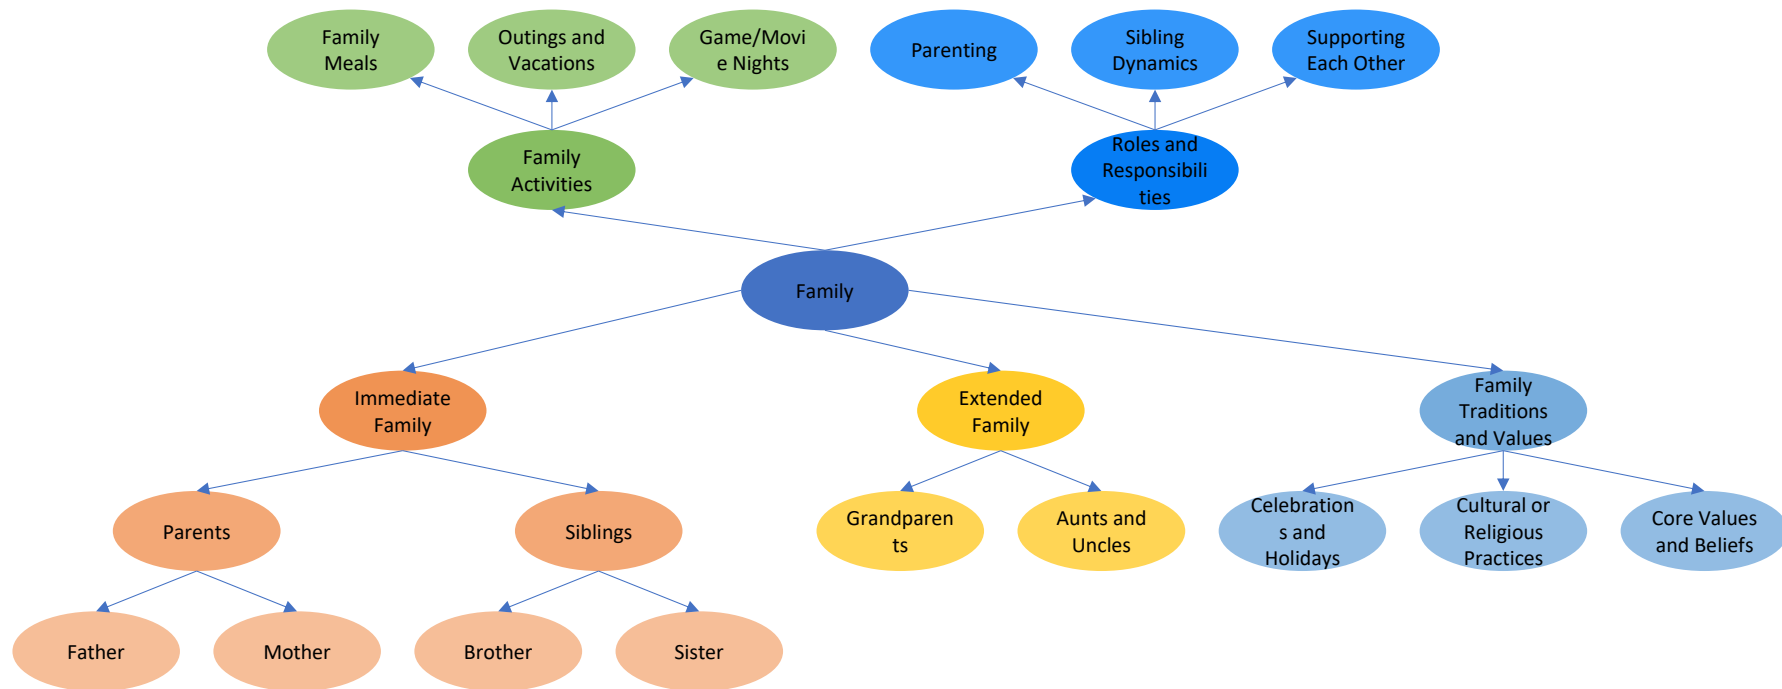 Family
Meals
Outings and
Vacations
Game/Movi
e Nights
Parenting
Sibling
Dynamics
Supporting
Each Other
Family
Activities
Roles and
Responsibili
ties
Family
Immediate
Family
Extended
Family
Family
Traditions
and Values
Parents
Siblings
Grandparen
ts
Aunts and
Uncles
Celebration
s and
Holidays
Cultural or
Religious
Practices
Core Values
and Beliefs
Father
Mother
Brother
Sister